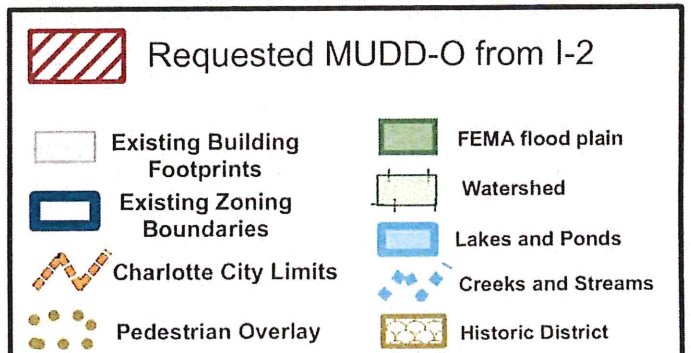 Requested MUDD-O from I-2
Existing Building
Footprints
Existing Zoning
Boundaries
Charlotte City Limits
Pedestrian Overlay
FEMA flood plain
Watershed
Lakes and Ponds
Creeks and Streams
Historic District